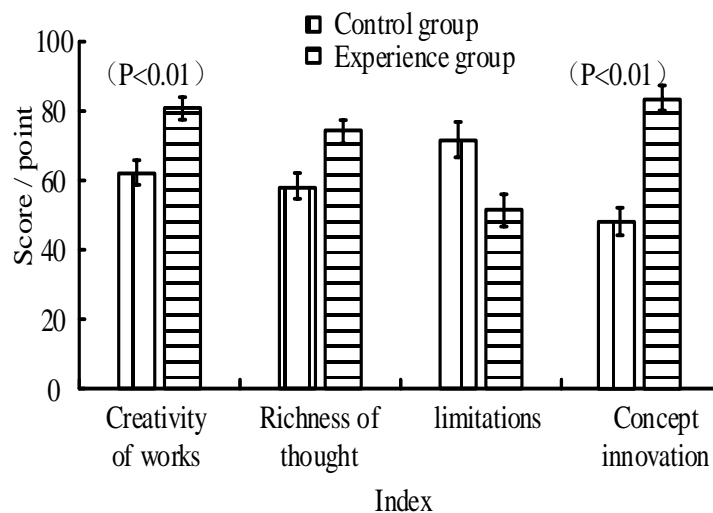 Control group
Experience group
100
80
60
40
20
0
Score / point
（P<0.01）
（P<0.01）
Creativity
of works
Richness of
thought
limitations
Concept
innovation
Index